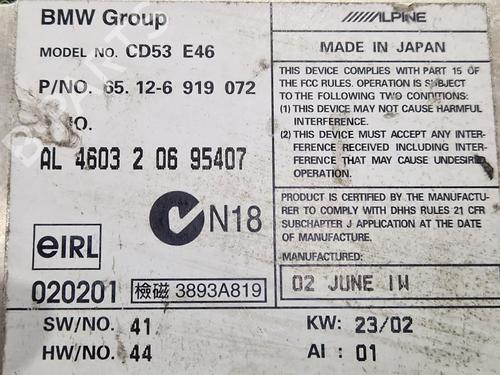 BMW Group
MODEL NO. CD53 E46
P/NO. 65.12-6 919 072
NO.
AL 4603 2 06 95407
N18
eIRL
020201
檢磁 3893A819
SW/NO. 41
HW/NO. 44
ALPINE
MADE IN JAPAN
THIS DEVICE COMPLIES WITH PART 15 OF
THE FCC RULES. OPERATION IS SUBJECT
TO THE FOLLOWING TWO CONDITIONS:
(1) THIS DEVICE MAY NOT CAUSE HARMFUL
INTERFERENCE.
(2) THIS DEVICE MUST ACCEPT ANY INTER-
FERENCE RECEIVED INCLUDING INTER-
FERENCE THAT MAY CAUSE UNDESIRED
OPERATION.
PRODUCT IS CERTIFIED BY THE MANUFACTU-
RER TO COMPLY WITH DHHS RULES 21 CFR
SUBCHAPTER J APPLICATION AT THE DATE
OF MANUFACTURE.
02 JUNE IW
KW: 23/02
AI : 01